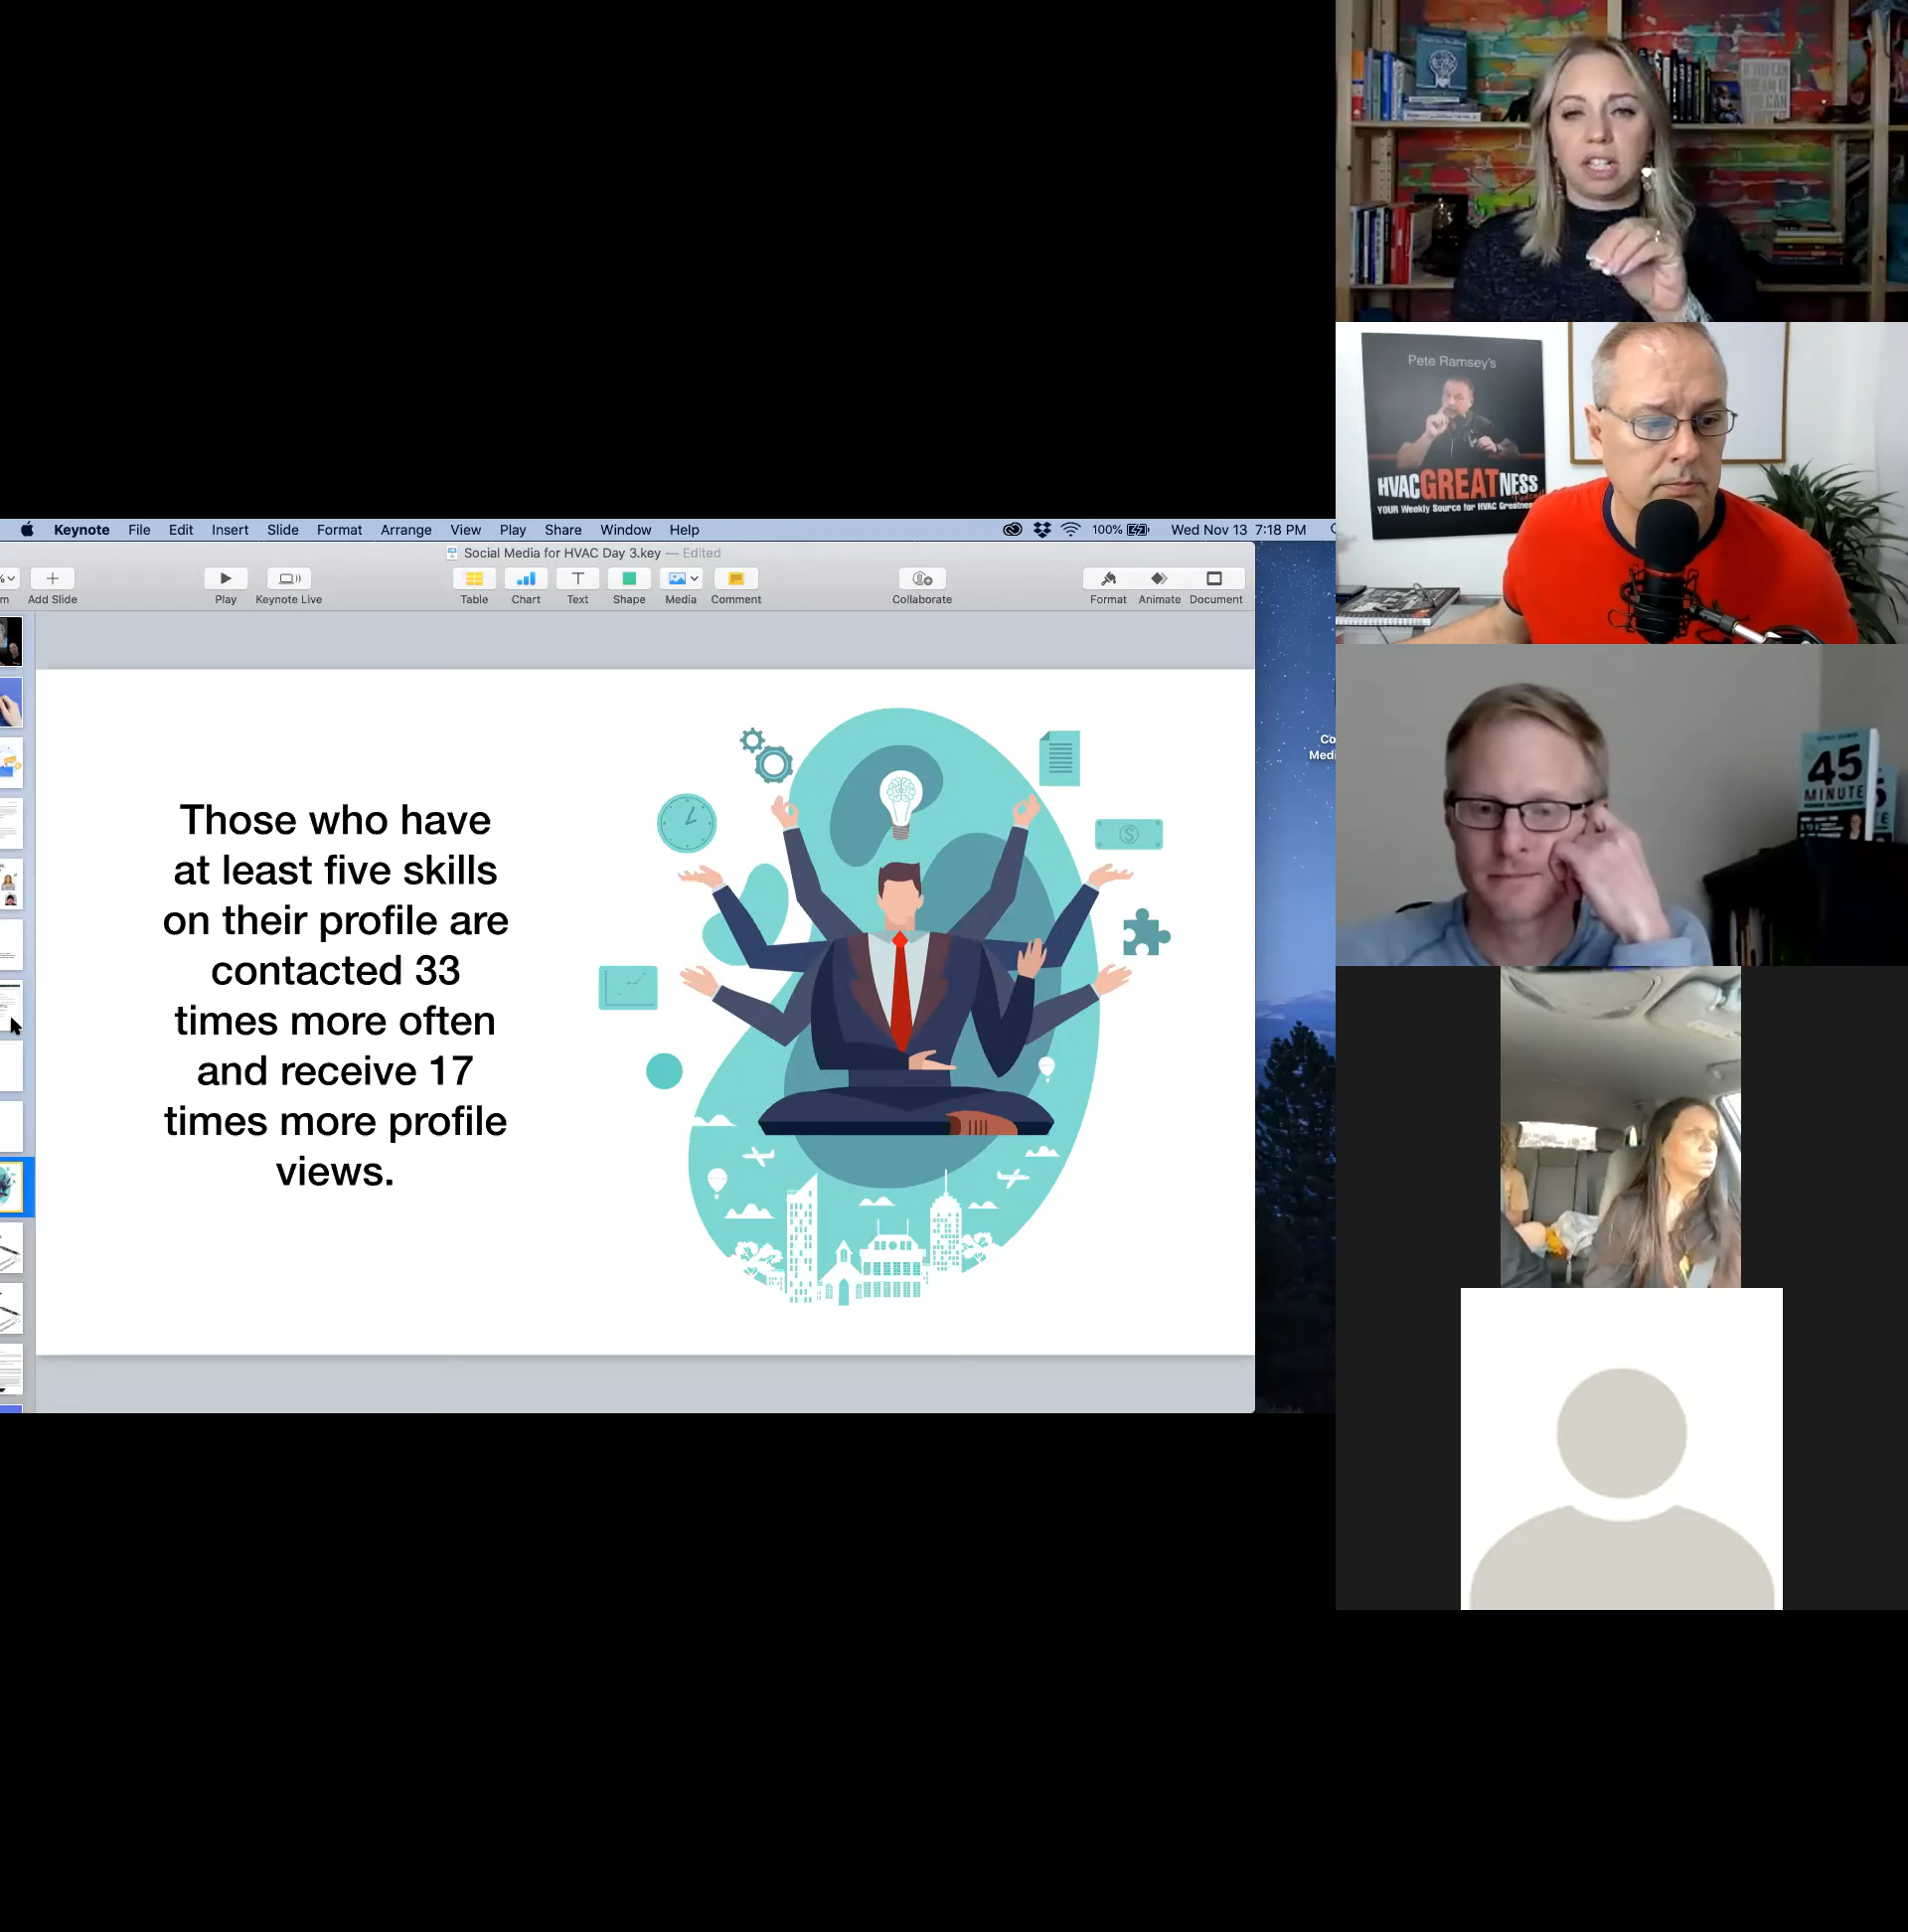 Keynote File Edit Insert Slide Format Arrange View Play Share Window Help 100% Wed Nov 13 7:18 PM
Social Media for HVAC Day 3.key — Edited
Add Slide Play Keynote Live Table Chart Text Shape Media Comment Collaborate Format Animate Document
Those who have
at least five skills
on their profile are
contacted 33
times more often
and receive 17
times more profile
views.
Pete Ramsey's
HVACGREATNESS
Podcast
YOUR Weekly Source for HVAC Greatness
45
MINUTE